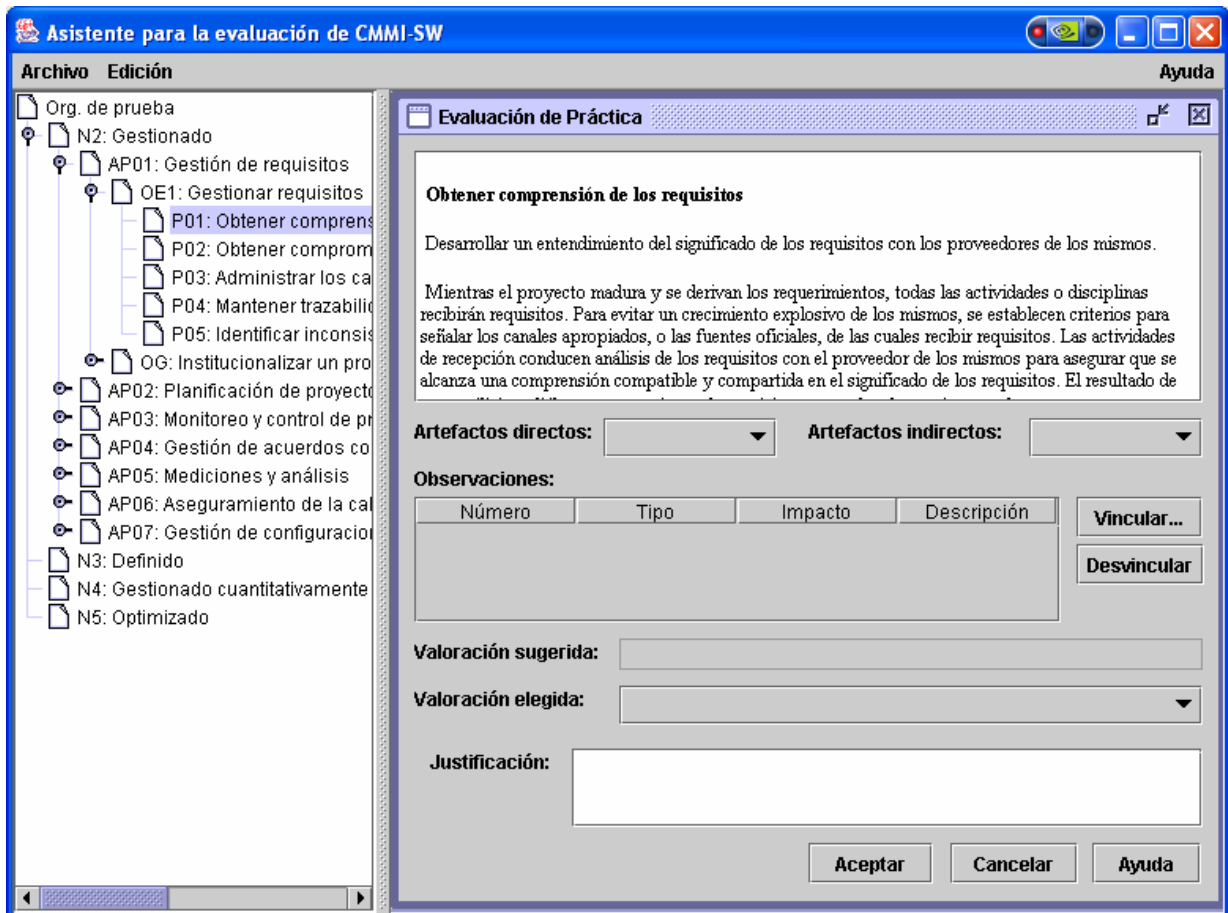 Asistente para la evaluación de CMMI-SW
Archivo Edición Ayuda
Org. de prueba
N2: Gestionado
AP01: Gestión de requisitos
OE1: Gestionar requisitos
P01: Obtener comprens
P02: Obtener comprom
P03: Administrar los ca
P04: Mantener trazabili
P05: Identificar inconsis
OG: Institucionalizar un pro
AP02: Planificación de proyecto
AP03: Monitoreo y control de pr
AP04: Gestión de acuerdos co
AP05: Mediciones y análisis
AP06: Aseguramiento de la cal
AP07: Gestión de configuracio
N3: Definido
N4: Gestionado cuantitativamente
N5: Optimizado
Evaluación de Práctica
Obtener comprensión de los requisitos
Desarrollar un entendimiento del significado de los requisitos con los proveedores de los mismos.
Mientras el proyecto madura y se derivan los requerimientos, todas las actividades o disciplinas
recibirán requisitos. Para evitar un crecimiento explosivo de los mismos, se establecen criterios para
señalar los canales apropiados, o las fuentes oficiales, de las cuales recibir requisitos. Las actividades
de recepción conducen análisis de los requisitos con el proveedor de los mismos para asegurar que se
alcanza una comprensión compatible y compartida en el significado de los requisitos. El resultado de
Artefactos directos: Artefactos indirectos:
Observaciones:
Número Tipo Impacto Descripción
Vincular...
Desvincular
Valoración sugerida:
Valoración elegida:
Justificación:
Aceptar Cancelar Ayuda